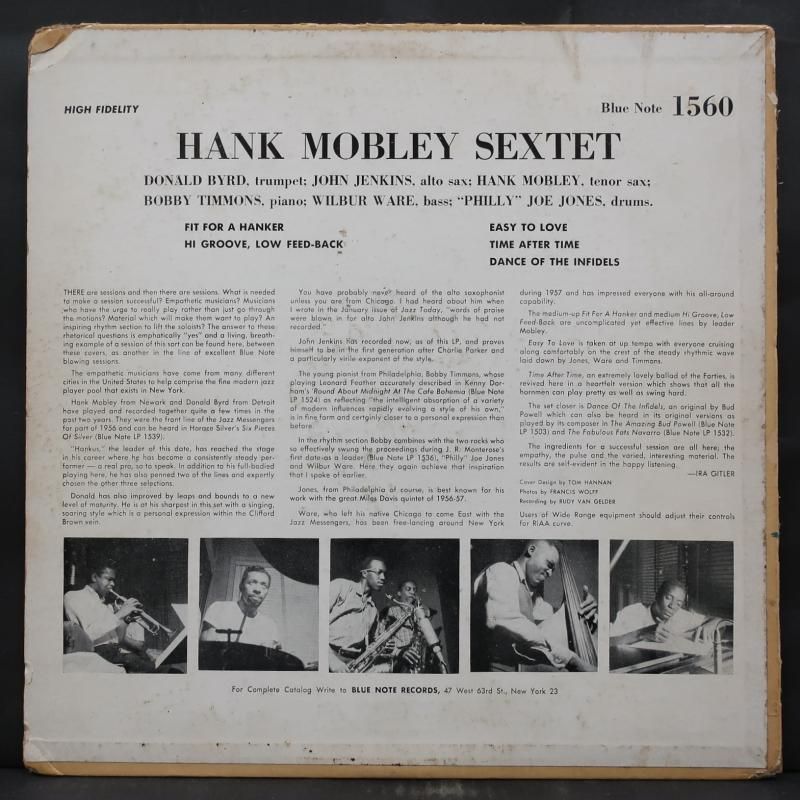 HIGH FIDELITY
Blue Note 1560
HANK MOBLEY SEXTET
DONALD BYRD, trumpet; JOHN JENKINS, alto sax; HANK MOBLEY, tenor sax;
BOBBY TIMMONS, piano; WILBUR WARE, bass; "PHILLY" JOE JONES, drums.
FIT FOR A HANKER
HI GROOVE, LOW FEED-BACK
EASY TO LOVE
TIME AFTER TIME
DANCE OF THE INFIDELS
THERE are sessions and then there are sessions. What is needed
to make a session successful? Empathetic musicians? Musicians
who have the urge to really play rather than just go through
the motions? Material which will make them want to play? An
inspiring rhythm section to lift the soloists? The answer to these
rhetorical questions is emphatically "yes" and a living, breath-
ing example of a session of this sort can be found here, between
these covers, as another in the line of excellent Blue Note
blowing sessions.
The empathetic musicians have come from many different
cities in the United States to help comprise the fine modern jazz
player pool that exists in New York.
Hank Mobley from Newark and Donald Byrd from Detroit
have played and recorded together quite a few times in the
past two years. They were the front line of the Jazz Messengers
for part of 1956 and can be heard in Horace Silver's Six Pieces
Of Silver (Blue Note LP 1539).
"Hankus," the leader of this date, has reached the stage
in his career where he has become a consistently steady per-
former — a real pro, so to speak. In addition to his full-bodied
playing here, he has also penned two of the lines and expertly
chosen the other three selections.
Donald has also improved by leaps and bounds to a new
level of maturity. He is at his sharpest in this set with a singing,
soaring style which is a personal expression within the Clifford
Brown vein.
You have probably never heard of the alto saxophonist
unless you are from Chicago. I had heard about him when
I wrote in the January issue of Jazz Today, "words of praise
were blown in for alto John Jenkins although he had not
recorded."
John Jenkins has recorded now, as of this LP, and proves
himself to be in the first generation after Charlie Parker and
a particularly virile exponent of the style.
The young pianist from Philadelphia, Bobby Timmons, whose
playing Leonard Feather accurately described in Kenny Dor-
ham's 'Round About Midnight At The Cafe Bohemia (Blue Note
LP 1524) as reflecting "the intelligent absorption of a variety
of modern influences rapidly evolving a style of his own,"
is in fine form and certainly closer to a personal expression than
before.
In the rhythm section Bobby combines with the two rocks who
so effectively swung the proceedings during J. R. Monterose's
first date as a leader (Blue Note LP 1536), "Philly" Joe Jones
and Wilbur Ware. Here they again achieve that inspiration
that I spoke of earlier.
Jones, from Philadelphia of course, is best known for his
work with the great Miles Davis quintet of 1956-57.
Ware, who left his native Chicago to come East with the
Jazz Messengers, has been free-lancing around New York
during 1957 and has impressed everyone with his all-around
capability.
The medium-up Fit For A Hanker and medium Hi Groove, Low
Feed-Back are uncomplicated yet effective lines by leader
Mobley.
Easy To Love is taken at up tempo with everyone cruising
along comfortably on the crest of the steady rhythmic wave
laid down by Jones, Ware and Timmons.
Time After Time, an extremely lovely ballad of the Forties, is
revived here in a heartfelt version which shows that all the
hornmen can play pretty as well as swing hard.
The set closer is Dance Of The Infidels, an original by Bud
Powell which can also be heard in its original versions as
played by its composer in The Amazing Bud Powell (Blue Note
LP 1503) and The Fabulous Fats Navarro (Blue Note LP 1532).
The ingredients for a successful session are all here; the
empathy, the pulse and the varied, interesting material. The
results are self-evident in the happy listening.
—IRA GITLER
Cover Design by TOM HANNAN
Photos by FRANCIS WOLFF
Recording by RUDY VAN GELDER
Users of Wide Range equipment should adjust their controls
for RIAA curve.
For Complete Catalog Write to BLUE NOTE RECORDS, 47 West 63rd St., New York 23